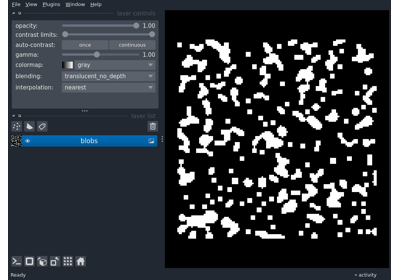 File View Plugins Window Help
layer controls
opacity: 1.00
contrast limits:
auto-contrast: once continuous
gamma: 1.00
colormap: gray
blending: translucent_no_depth
interpolation: nearest
layer list
blobs
Ready
activity